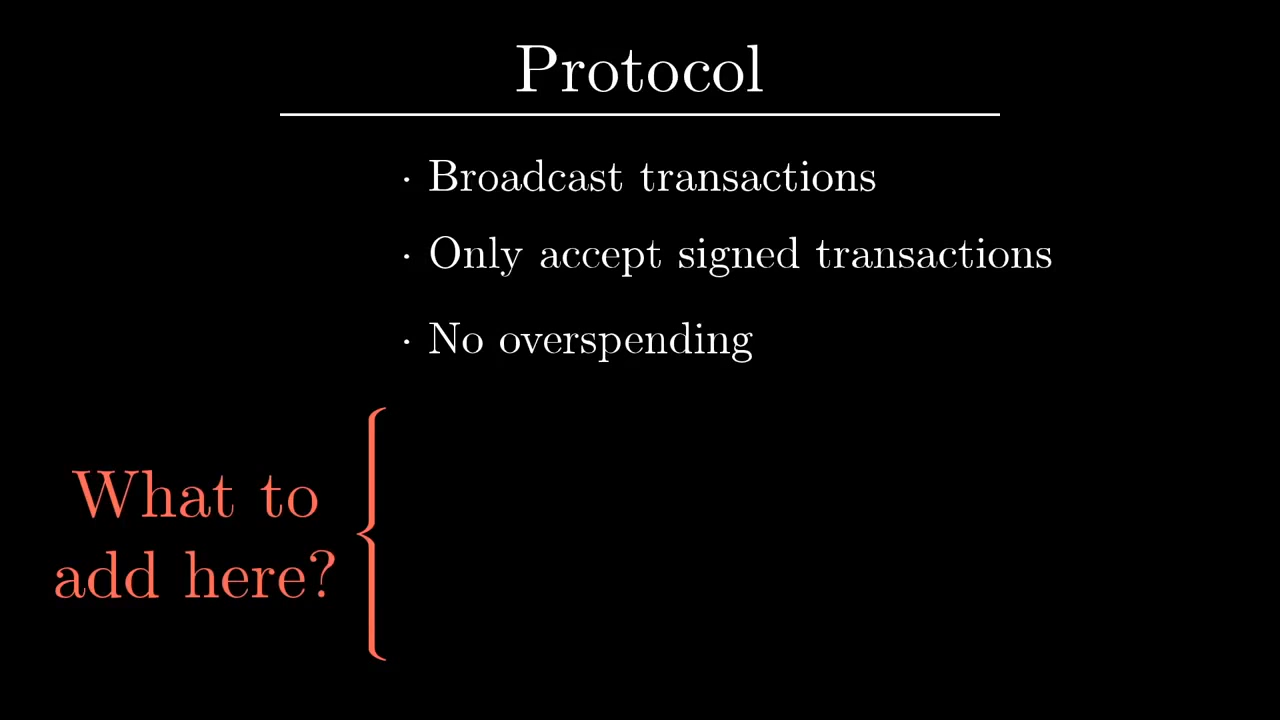 Protocol
· Broadcast transactions
· Only accept signed transactions
· No overspending
What to
add here?